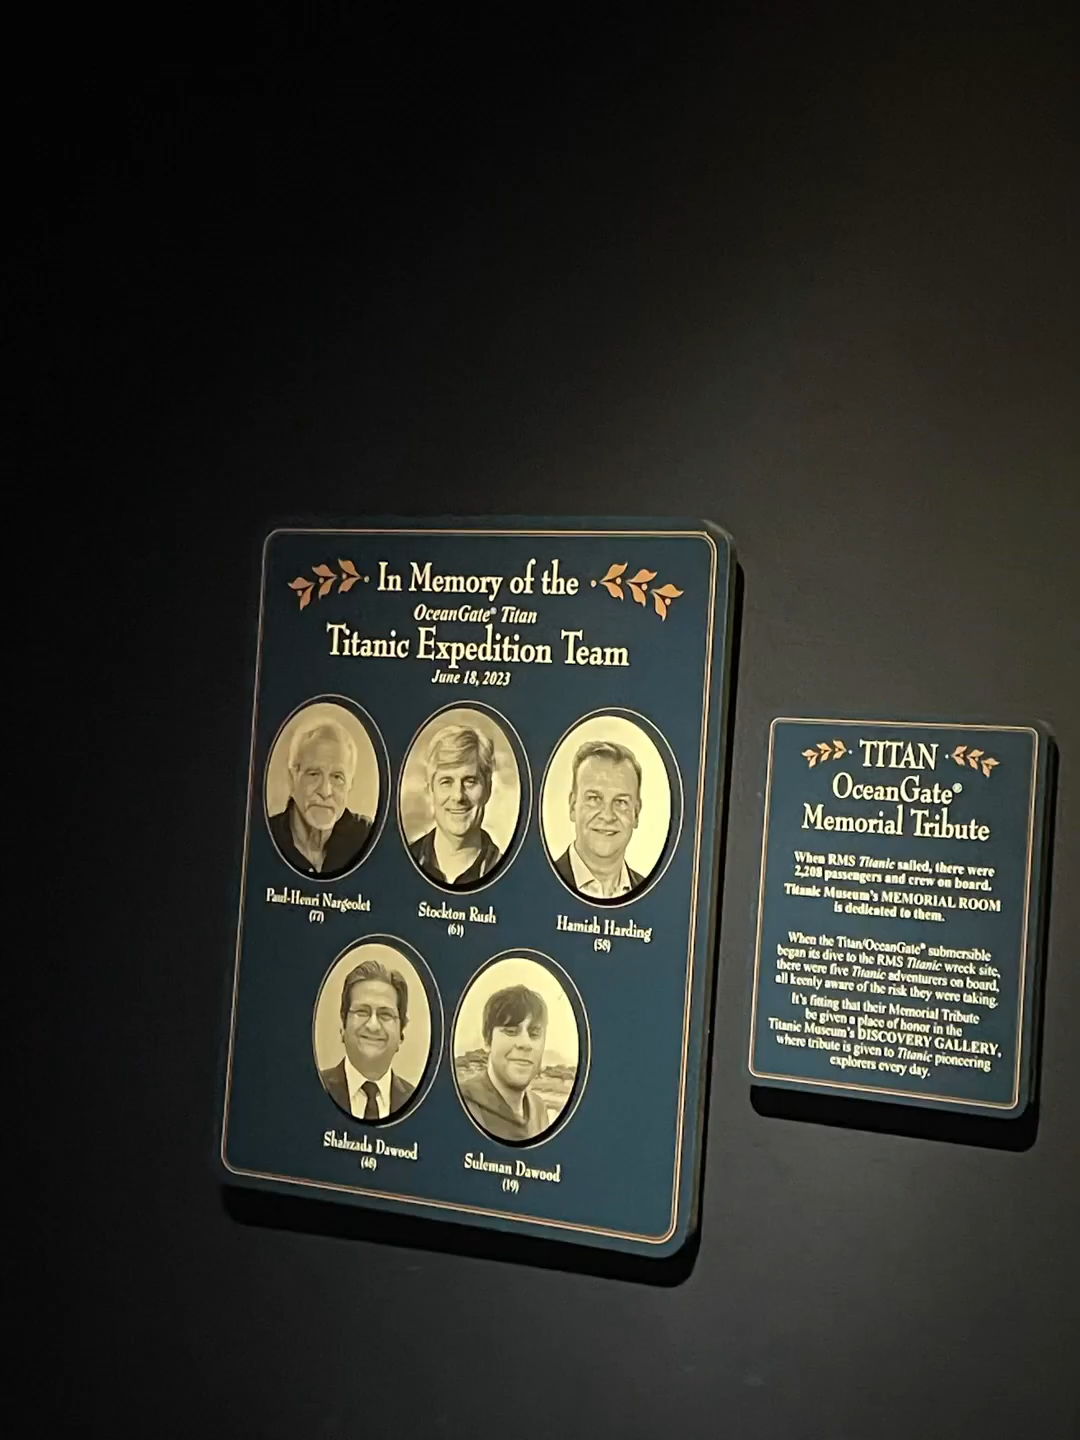 In Memory of the
OceanGate® Titan
Titanic Expedition Team
June 18, 2023
Paul-Henri Nargeolet
(77)
Stockton Rush
(61)
Hamish Harding
(58)
Shahzada Dawood
(48)
Suleman Dawood
(19)
TITAN
OceanGate®
Memorial Tribute
When RMS Titanic sailed, there were
2,208 passengers and crew on board.
Titanic Museum's MEMORIAL ROOM
is dedicated to them.
When the Titan/OceanGate® submersible
began its dive to the RMS Titanic wreck site,
there were five Titanic adventurers on board,
all keenly aware of the risk they were taking.
It's fitting that their Memorial Tribute
be given a place of honor in the
Titanic Museum's DISCOVERY GALLERY,
where tribute is given to Titanic pioneering
explorers every day.